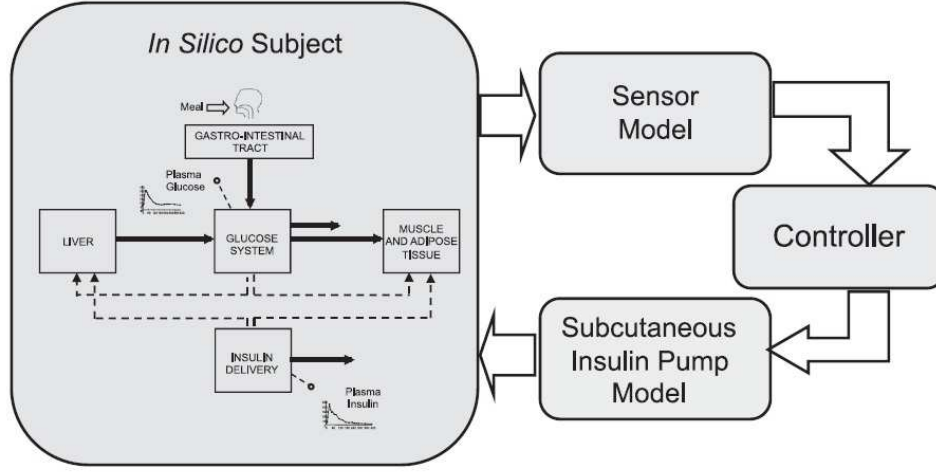 In Silico Subject
Meal
GASTRO-INTESTINAL
TRACT
Plasma
Glucose
LIVER
GLUCOSE
SYSTEM
MUSCLE
AND ADIPOSE
TISSUE
INSULIN
DELIVERY
Plasma
Insulin
Sensor
Model
Controller
Subcutaneous
Insulin Pump
Model